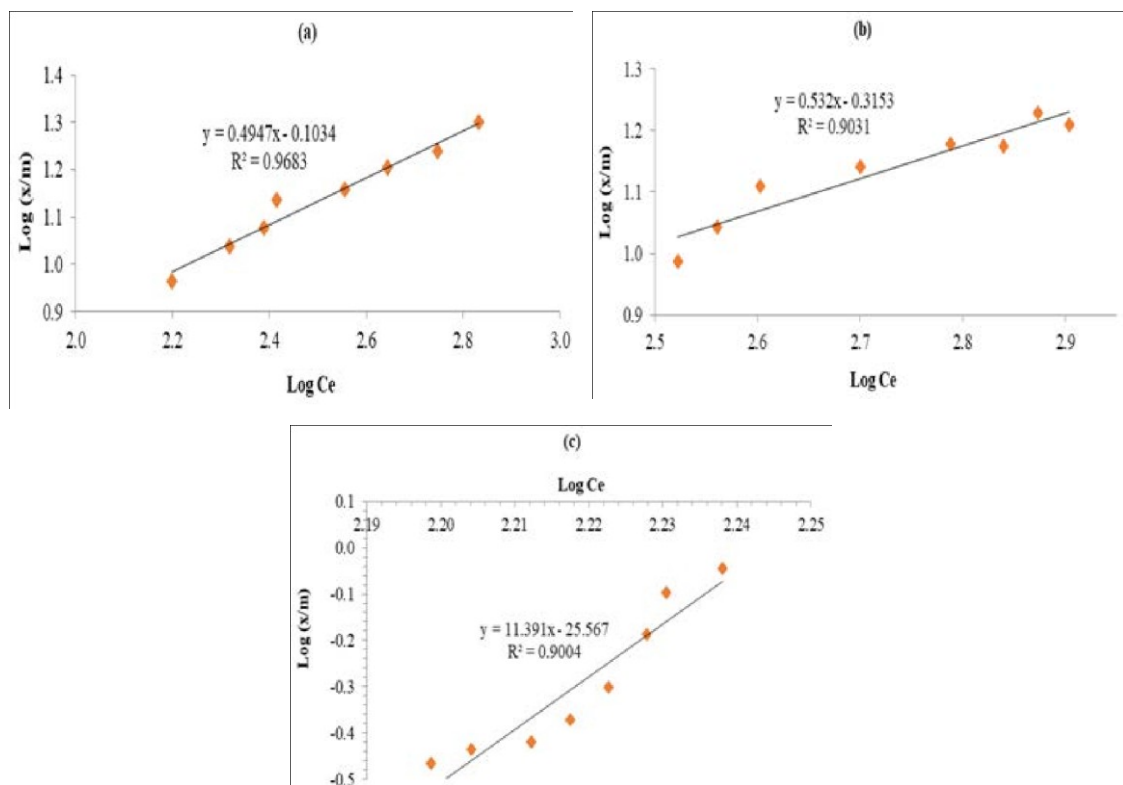 (a)
1.4
1.3
1.2
1.1
1.0
0.9
Log (x/m)
y = 0.4947x - 0.1034
R² = 0.9683
2.0 2.2 2.4 2.6 2.8 3.0
Log Ce
(b)
1.3
1.2
1.1
1.0
0.9
Log (x/m)
y = 0.532x - 0.3153
R² = 0.9031
2.5 2.6 2.7 2.8 2.9
Log Ce
(c)
Log Ce
0.1
2.19 2.20 2.21 2.22 2.23 2.24 2.25
0.0
-0.1
-0.2
-0.3
-0.4
-0.5
Log (x/m)
y = 11.391x - 25.567
R² = 0.9004